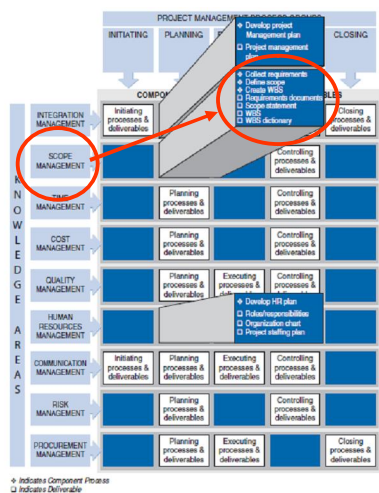 PROJECT MANAGEMENT PROCESS GROUPS
INITIATING
PLANNING
CLOSING
❖ Develop project
Management plan
❑ Project management
plan
❖ Collect requirements
❖ Define scope
❖ Create WBS
❑ Requirements documents
❑ Scope statement
❑ WBS
❑ WBS dictionary
KNOWLEDGE AREAS
INTEGRATION
MANAGEMENT
Initiating
processes &
deliverables
Closing
processes &
deliverables
SCOPE
MANAGEMENT
Controlling
processes &
deliverables
TIME
MANAGEMENT
Planning
processes &
deliverables
Controlling
processes &
deliverables
COST
MANAGEMENT
Planning
processes &
deliverables
Controlling
processes &
deliverables
QUALITY
MANAGEMENT
Planning
processes &
deliverables
Executing
processes &
deliverables
Controlling
processes &
deliverables
HUMAN
RESOURCES
MANAGEMENT
❖ Develop HR plan
❑ Roles/responsibilities
❑ Organization chart
❑ Project staffing plan
COMMUNICATION
MANAGEMENT
Initiating
processes &
deliverables
Planning
processes &
deliverables
Executing
processes &
deliverables
Controlling
processes &
deliverables
RISK
MANAGEMENT
Planning
processes &
deliverables
Controlling
processes &
deliverables
PROCUREMENT
MANAGEMENT
Planning
processes &
deliverables
Executing
processes &
deliverables
Closing
processes &
deliverables
❖ Indicates Component Process
❑ Indicates Deliverable